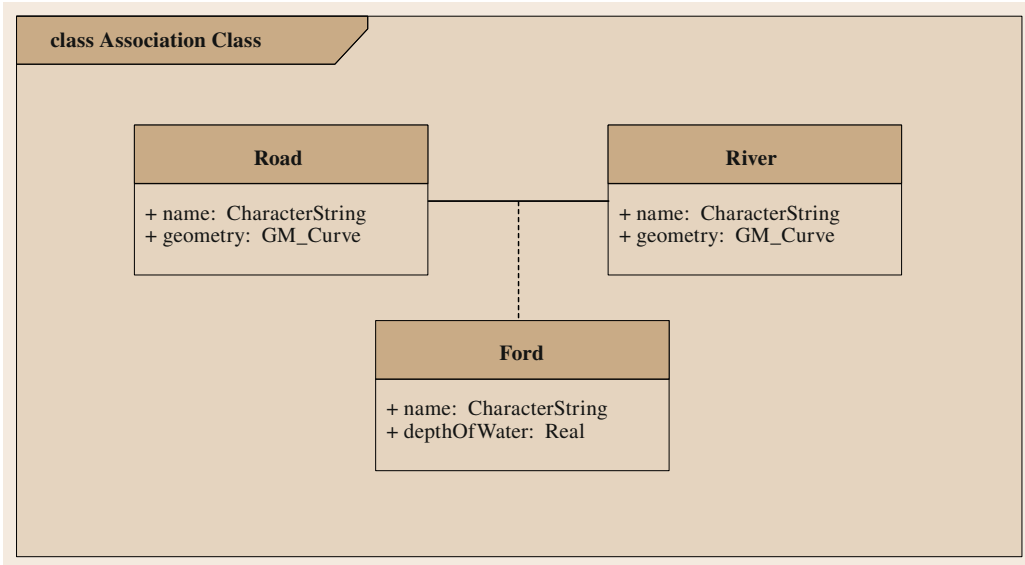 class Association Class
Road
+ name: CharacterString
+ geometry: GM_Curve
River
+ name: CharacterString
+ geometry: GM_Curve
Ford
+ name: CharacterString
+ depthOfWater: Real